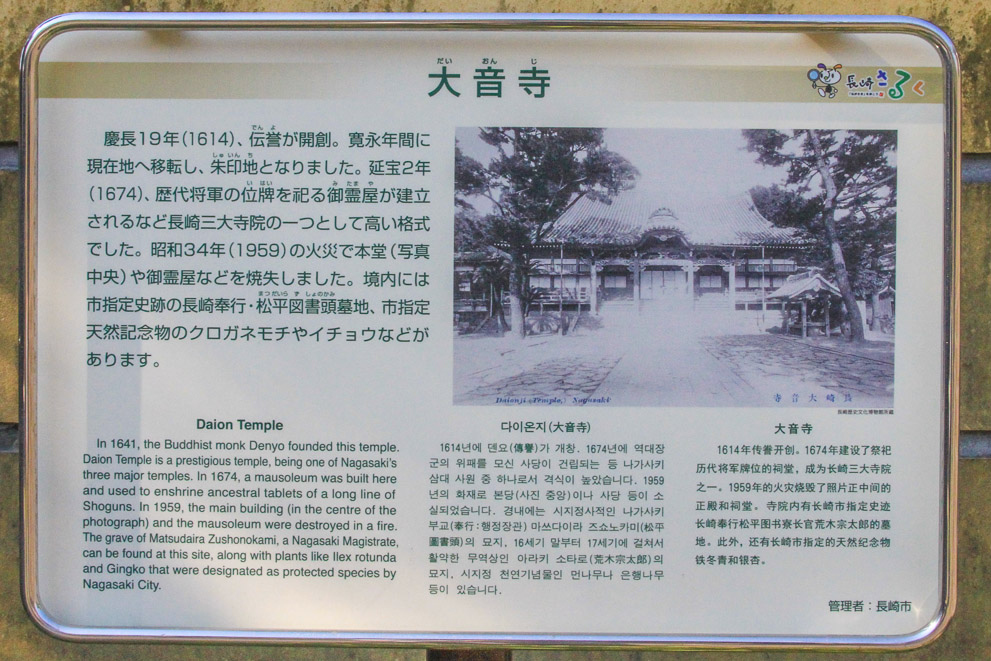 だい おん じ
大音寺
長崎さるく
慶長19年(1614)、伝誉が開創。寛永年間に
現在地へ移転し、朱印地となりました。延宝2年
(1674)、歴代将軍の位牌を祀る御霊屋が建立
されるなど長崎三大寺院の一つとして高い格式
でした。昭和34年(1959)の火災で本堂(写真
中央)や御霊屋などを焼失しました。境内には
市指定史跡の長崎奉行・松平図書頭墓地、市指定
天然記念物のクロガネモチやイチョウなどが
あります。
Daionji (Temple,) Nagasaki
寺音大崎長
長崎歴史文化博物館所蔵
Daion Temple
In 1641, the Buddhist monk Denyo founded this temple.
Daion Temple is a prestigious temple, being one of Nagasaki's
three major temples. In 1674, a mausoleum was built here
and used to enshrine ancestral tablets of a long line of
Shoguns. In 1959, the main building (in the centre of the
photograph) and the mausoleum were destroyed in a fire.
The grave of Matsudaira Zushonokami, a Nagasaki Magistrate,
can be found at this site, along with plants like Ilex rotunda
and Gingko that were designated as protected species by
Nagasaki City.
다이온지(大音寺)
1614년에 덴요(傳譽)가 개창. 1674년에 역대장
군의 위패를 모신 사당이 건립되는 등 나가사키
삼대 사원 중 하나로서 격식이 높았습니다. 1959
년의 화재로 본당(사진 중앙)이나 사당 등이 소
실되었습니다. 경내에는 시지정사적인 나가사키
부교(奉行:행정장관) 마쓰다이라 즈쇼노카미(松平
圖書頭)의 묘지, 16세기 말부터 17세기에 걸쳐서
활약한 무역상인 아라키 소타로(荒木宗太郎)의
묘지, 시지정 천연기념물인 먼나무나 은행나무
등이 있습니다.
大音寺
1614年传誉开创。1674年建设了祭祀
历代将军牌位的祠堂，成为长崎三大寺院
之一。1959年的火灾烧毁了照片正中间的
正殿和祠堂。寺院内有长崎市指定史迹
长崎奉行松平图书寮长官荒木宗太郎的墓
地。此外，还有长崎市指定的天然纪念物
铁冬青和银杏。
管理者：長崎市